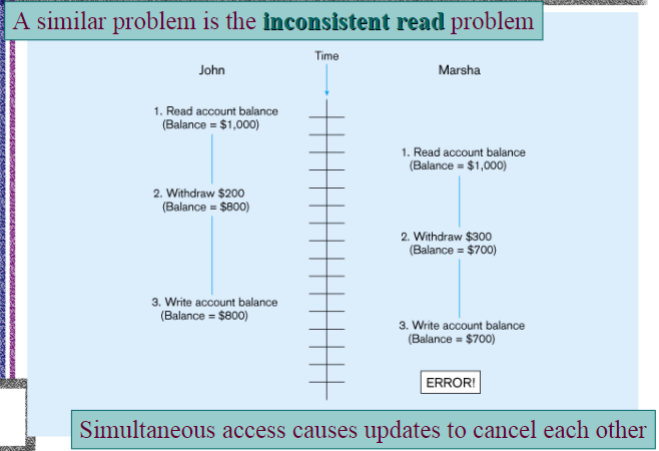 A similar problem is the inconsistent read problem
Time
John
Marsha
1. Read account balance
(Balance = $1,000)
1. Read account balance
(Balance = $1,000)
2. Withdraw $200
(Balance = $800)
2. Withdraw $300
(Balance = $700)
3. Write account balance
(Balance = $800)
3. Write account balance
(Balance = $700)
ERROR!
Simultaneous access causes updates to cancel each other